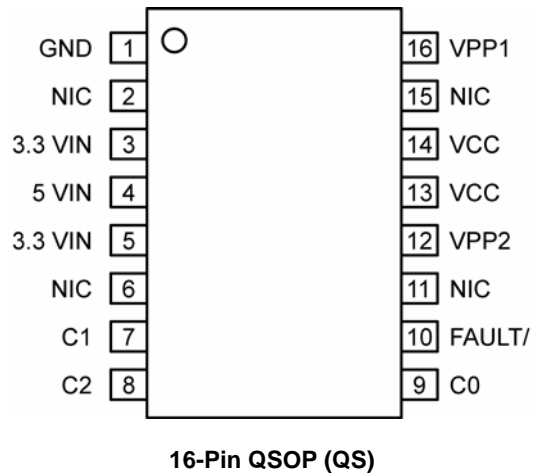 GND 1 16 VPP1
NIC 2 15 NIC
3.3 VIN 3 14 VCC
5 VIN 4 13 VCC
3.3 VIN 5 12 VPP2
NIC 6 11 NIC
C1 7 10 FAULT/
C2 8 9 C0
16-Pin QSOP (QS)